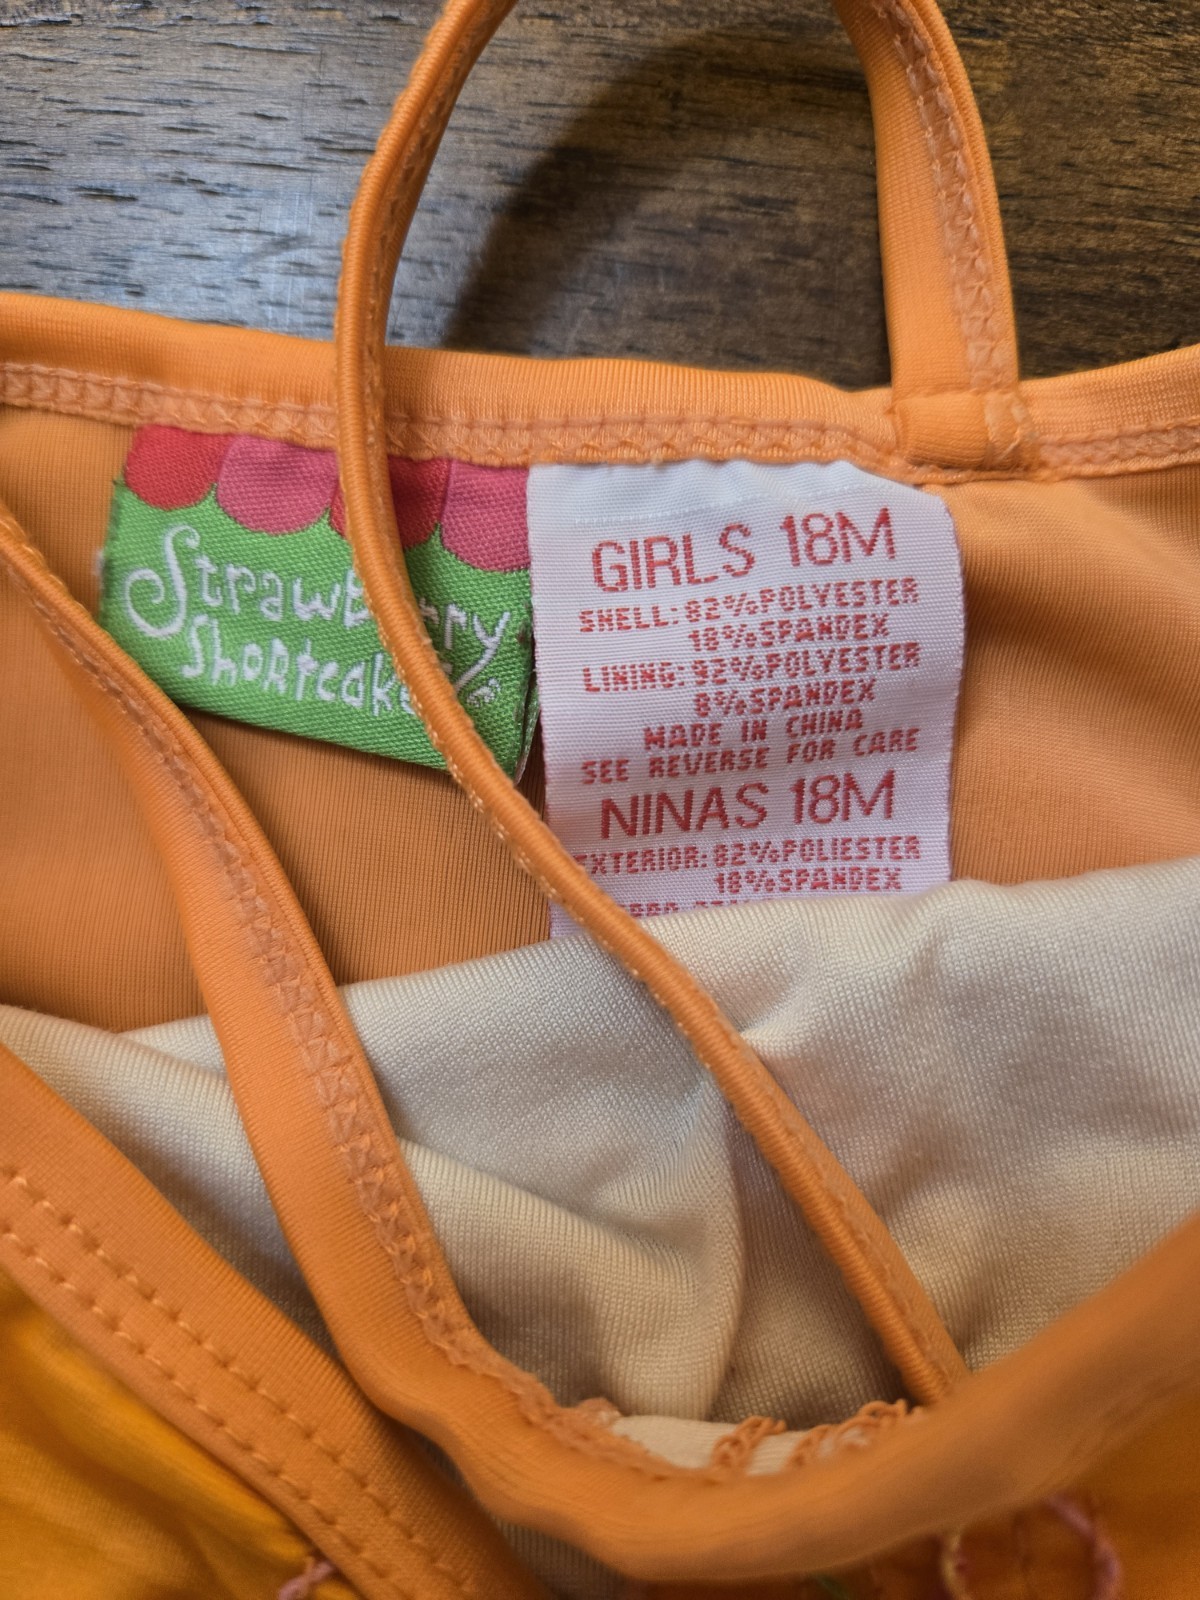 Shortcake
GIRLS 18M
SHELL: 82%POLYESTER
18%SPANDEX
LINING: 92%POLYESTER
8%SPANDEX
MADE IN CHINA
SEE REVERSE FOR CARE
NINAS 18M
EXTERIOR: 82%POLIESTER
18%SPANDEX